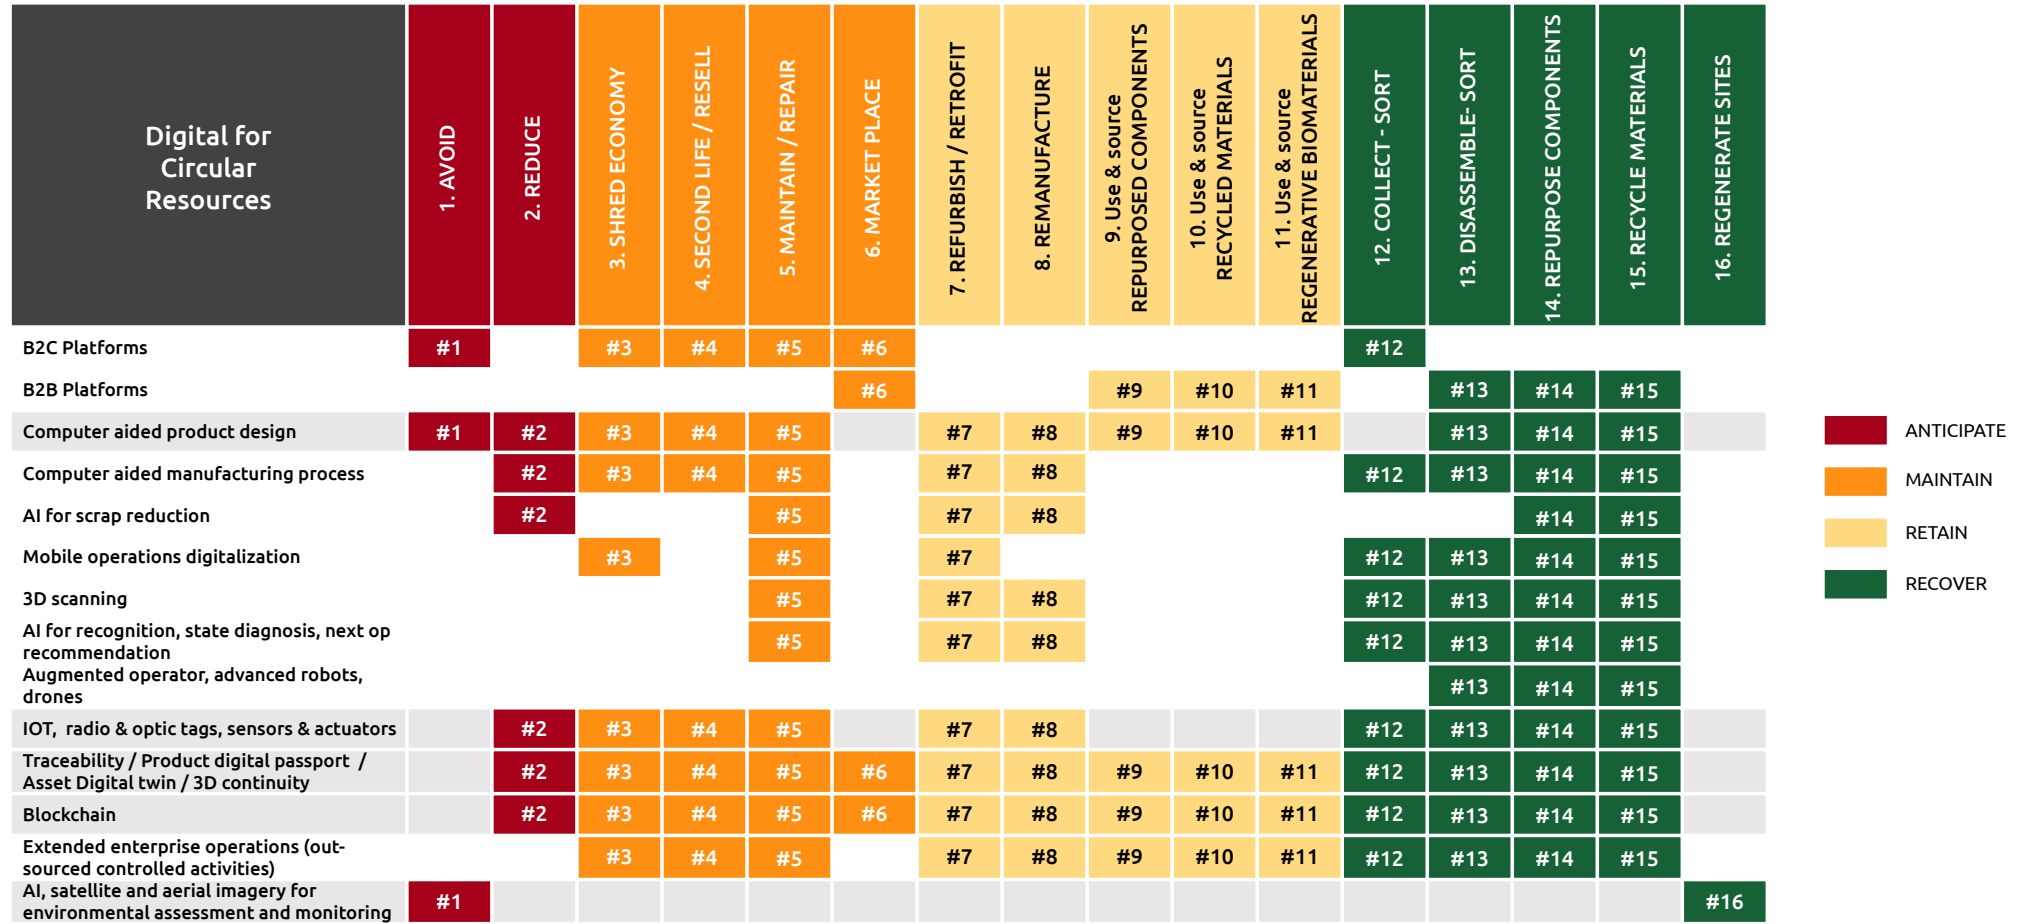 Digital for
Circular
Resources
1. AVOID
2. REDUCE
3. SHRED ECONOMY
4. SECOND LIFE / RESELL
5. MAINTAIN / REPAIR
6. MARKET PLACE
7. REFURBISH / RETROFIT
8. REMANUFACTURE
9. Use & source
REPURPOSED COMPONENTS
10. Use & source
RECYCLED MATERIALS
11. Use & source
REGENERATIVE BIOMATERIALS
12. COLLECT - SORT
13. DISASSEMBLE- SORT
14. REPURPOSE COMPONENTS
15. RECYCLE MATERIALS
16. REGENERATE SITES
B2C Platforms #1 #3 #4 #5 #6 #12
B2B Platforms #6 #9 #10 #11 #13 #14 #15
Computer aided product design #1 #2 #3 #4 #5 #7 #8 #9 #10 #11 #13 #14 #15
Computer aided manufacturing process #2 #3 #4 #5 #7 #8 #12 #13 #14 #15
AI for scrap reduction #2 #5 #7 #8 #14 #15
Mobile operations digitalization #3 #5 #7 #12 #13 #14 #15
3D scanning #5 #7 #8 #12 #13 #14 #15
AI for recognition, state diagnosis, next op
recommendation #5 #7 #8 #12 #13 #14 #15
Augmented operator, advanced robots,
drones #13 #14 #15
IOT, radio & optic tags, sensors & actuators #2 #3 #4 #5 #7 #8 #12 #13 #14 #15
Traceability / Product digital passport /
Asset Digital twin / 3D continuity #2 #3 #4 #5 #6 #7 #8 #9 #10 #11 #12 #13 #14 #15
Blockchain #2 #3 #4 #5 #6 #7 #8 #9 #10 #11 #12 #13 #14 #15
Extended enterprise operations (out-
sourced controlled activities) #3 #4 #5 #7 #8 #9 #10 #11 #12 #13 #14 #15
AI, satellite and aerial imagery for
environmental assessment and monitoring #1 #16
ANTICIPATE
MAINTAIN
RETAIN
RECOVER